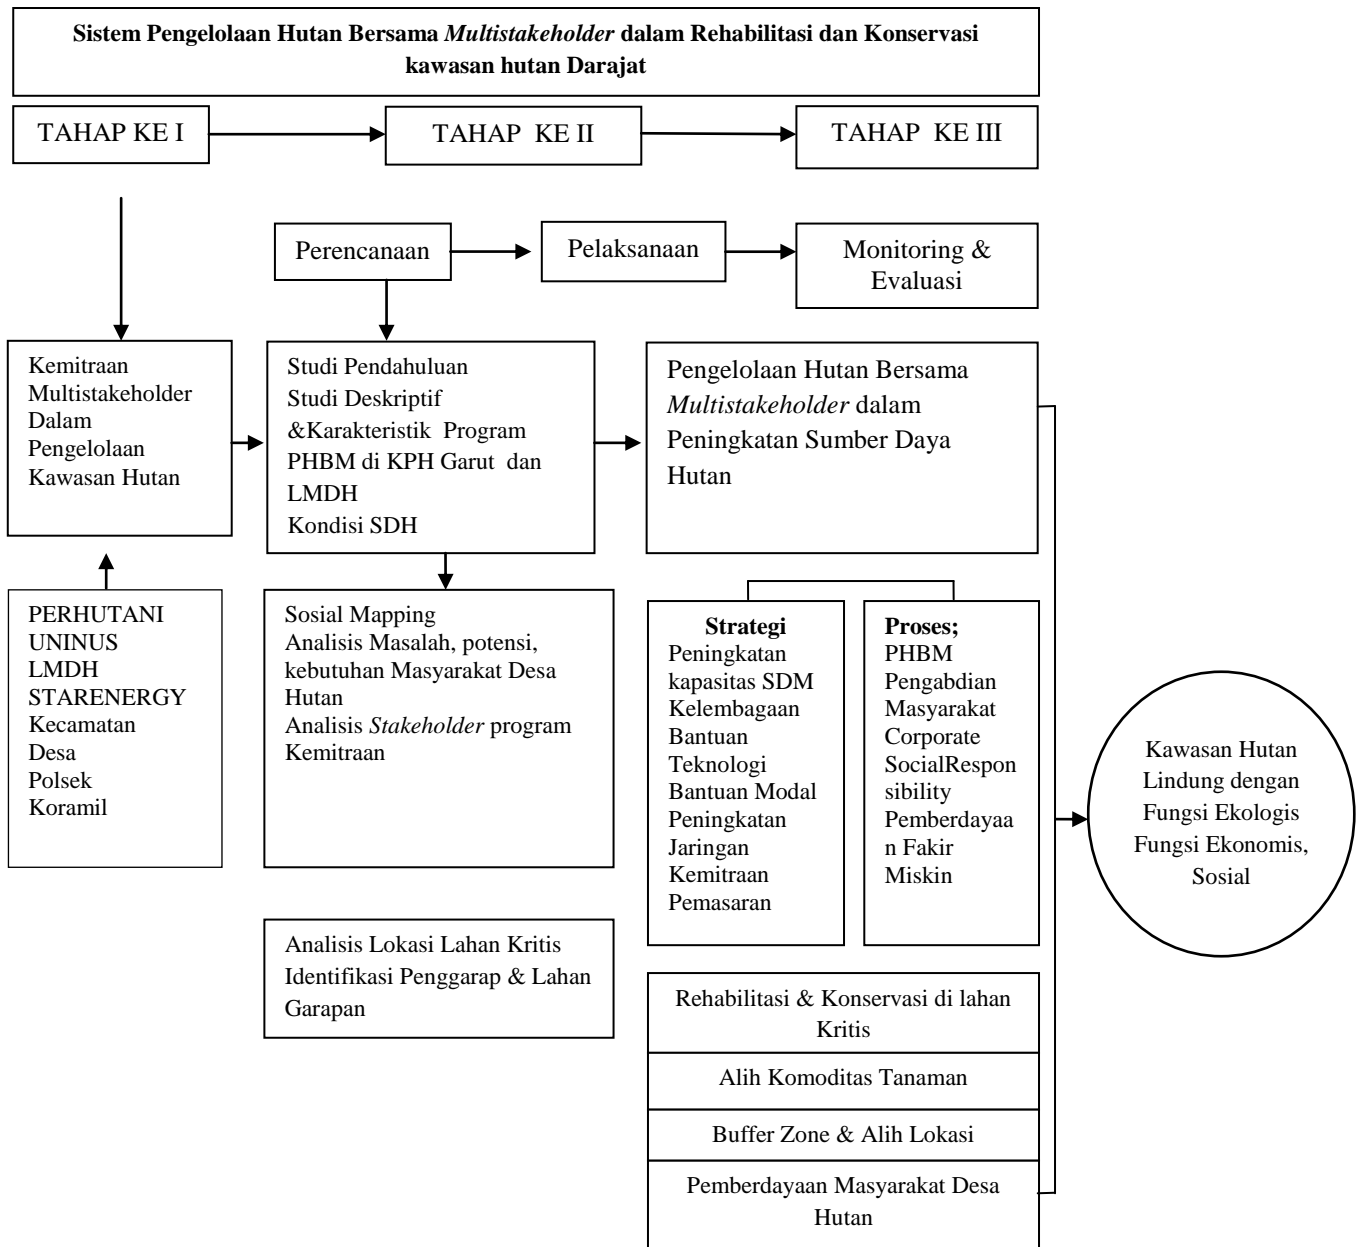 Sistem Pengelolaan Hutan Bersama Multistakeholder dalam Rehabilitasi dan Konservasi
kawasan hutan Darajat
TAHAP KE I
TAHAP KE II
TAHAP KE III
Perencanaan
Pelaksanaan
Monitoring &
Evaluasi
Kemitraan
Multistakeholder
Dalam
Pengelolaan
Kawasan Hutan
Studi Pendahuluan
Studi Deskriptif
&Karakteristik Program
PHBM di KPH Garut dan
LMDH
Kondisi SDH
Pengelolaan Hutan Bersama
Multistakeholder dalam
Peningkatan Sumber Daya
Hutan
PERHUTANI
UNINUS
LMDH
STARENERGY
Kecamatan
Desa
Polsek
Koramil
Sosial Mapping
Analisis Masalah, potensi,
kebutuhan Masyarakat Desa
Hutan
Analisis Stakeholder program
Kemitraan
Strategi
Peningkatan
kapasitas SDM
Kelembagaan
Bantuan
Teknologi
Bantuan Modal
Peningkatan
Jaringan
Kemitraan
Pemasaran
Proses;
PHBM
Pengabdian
Masyarakat
Corporate
SocialRespon
sibility
Pemberdayaa
n Fakir
Miskin
Kawasan Hutan
Lindung dengan
Fungsi Ekologis
Fungsi Ekonomis,
Sosial
Analisis Lokasi Lahan Kritis
Identifikasi Penggarap & Lahan
Garapan
Rehabilitasi & Konservasi di lahan
Kritis
Alih Komoditas Tanaman
Buffer Zone & Alih Lokasi
Pemberdayaan Masyarakat Desa
Hutan